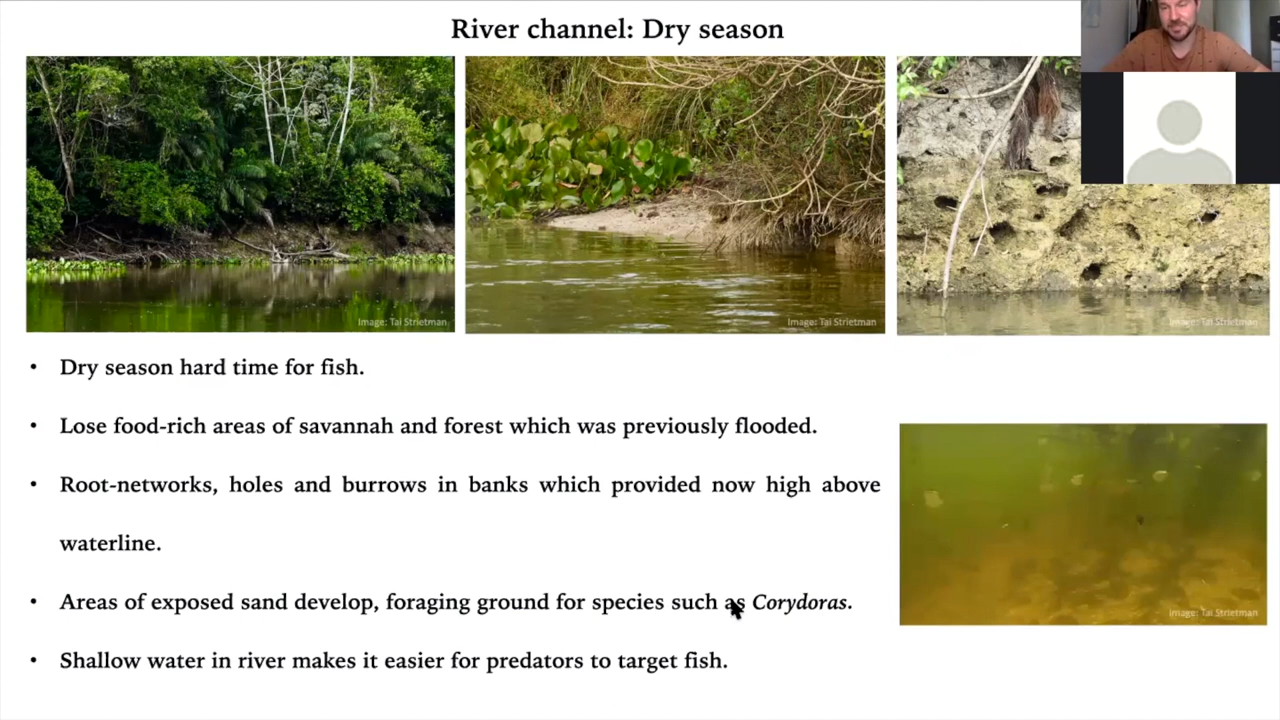 River channel: Dry season
Image: Tai Strietman
Image: Tai Strietman
Image: Tai Strietman
• Dry season hard time for fish.
• Lose food-rich areas of savannah and forest which was previously flooded.
• Root-networks, holes and burrows in banks which provided now high above
waterline.
• Areas of exposed sand develop, foraging ground for species such as Corydoras.
Image: Tai Strietman
• Shallow water in river makes it easier for predators to target fish.